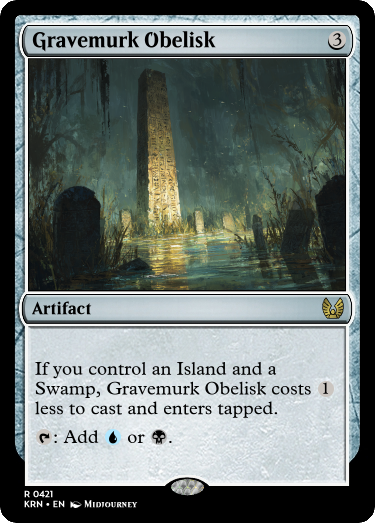 Gravemurk Obelisk 3
Artifact
If you control an Island and a
Swamp, Gravemurk Obelisk costs 1
less to cast and enters tapped.
: Add or .
R 0421
KRN • EN Midjourney